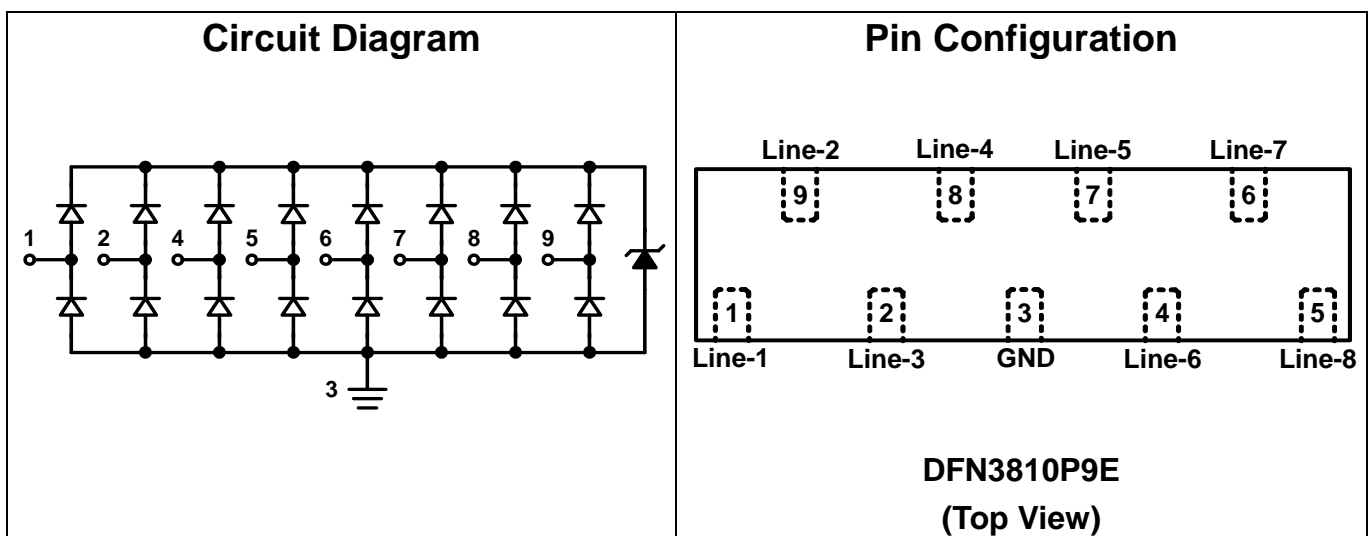 Circuit Diagram
1 2 4 5 6 7 8 9
3
Pin Configuration
Line-2 Line-4 Line-5 Line-7
9 8 7 6
1 2 3 4 5
Line-1 Line-3 GND Line-6 Line-8
DFN3810P9E
(Top View)